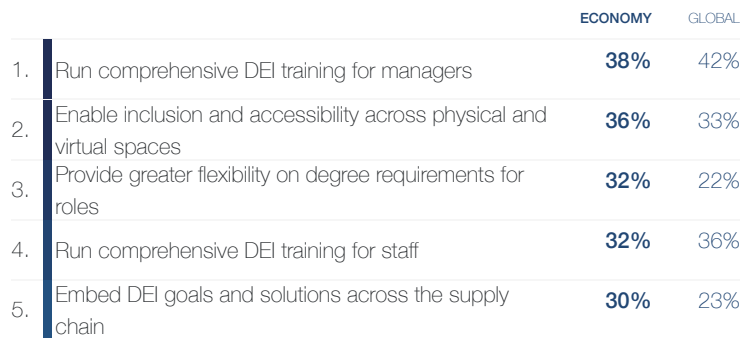 ECONOMY GLOBAL
1. Run comprehensive DEI training for managers 38% 42%
2. Enable inclusion and accessibility across physical and virtual spaces 36% 33%
3. Provide greater flexibility on degree requirements for roles 32% 22%
4. Run comprehensive DEI training for staff 32% 36%
5. Embed DEI goals and solutions across the supply chain 30% 23%